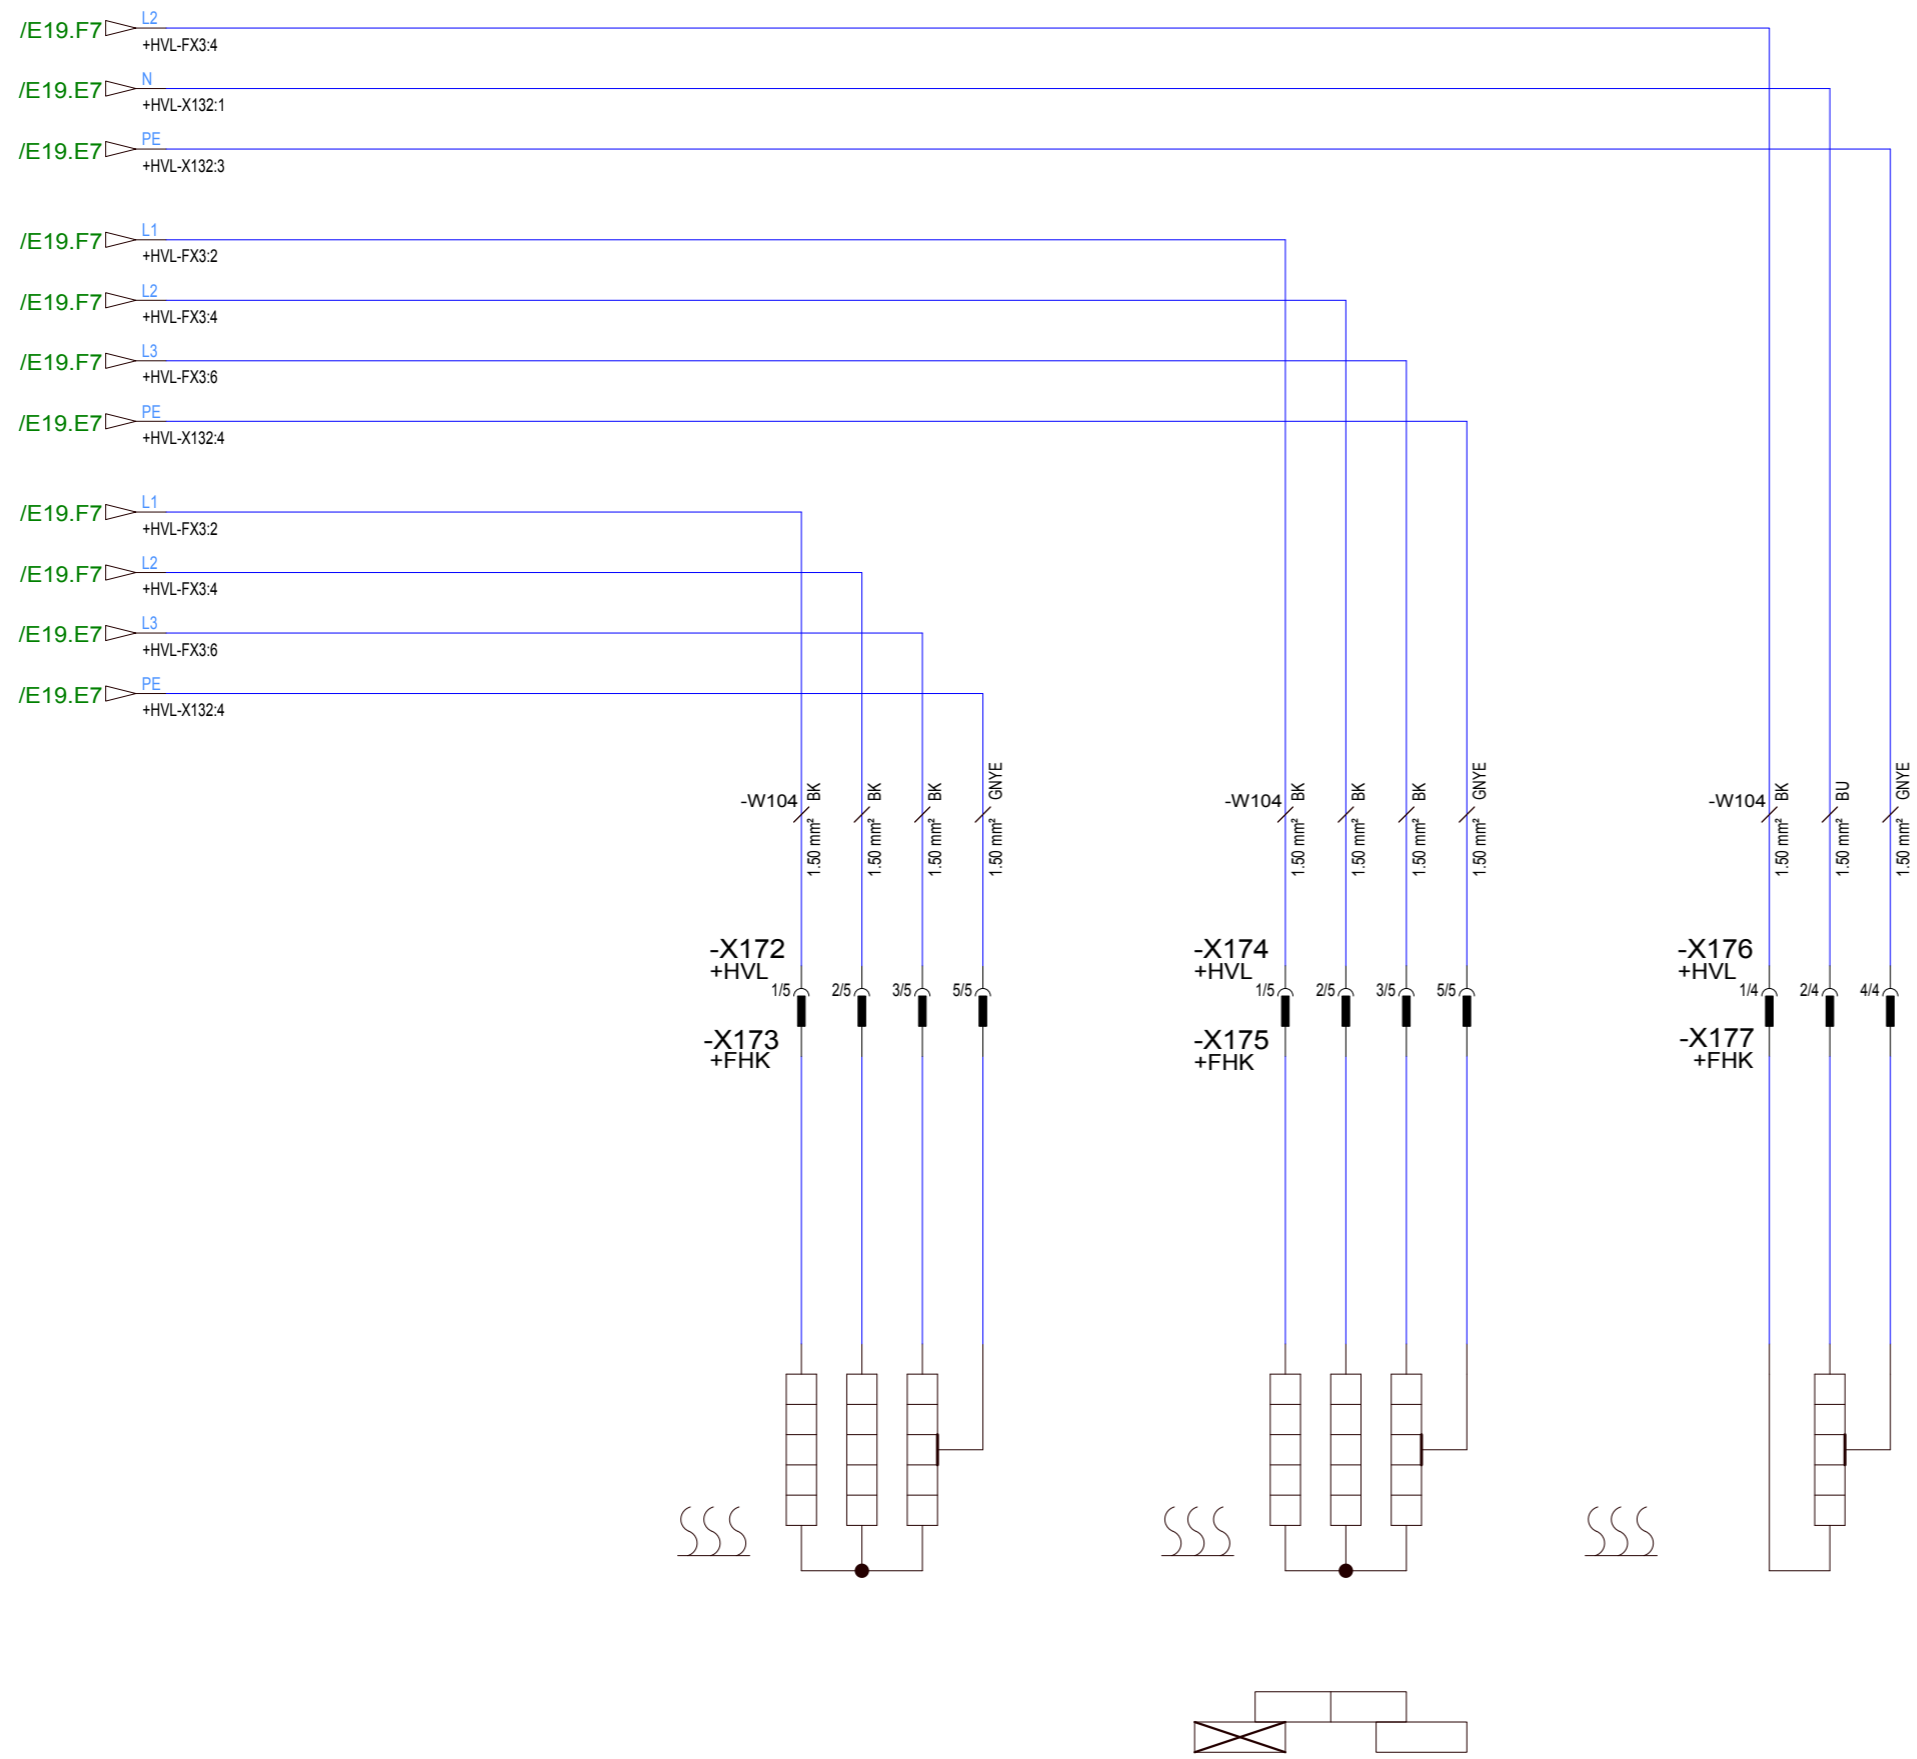 /E19.F7 L2
+HVL-FX3:4
/E19.E7 N
+HVL-X132:1
/E19.E7 PE
+HVL-X132:3
/E19.F7 L1
+HVL-FX3:2
/E19.F7 L2
+HVL-FX3:4
/E19.F7 L3
+HVL-FX3:6
/E19.E7 PE
+HVL-X132:4
/E19.F7 L1
+HVL-FX3:2
/E19.F7 L2
+HVL-FX3:4
/E19.E7 L3
+HVL-FX3:6
/E19.E7 PE
+HVL-X132:4
-W104 BK BK BK GNYE
1.50 mm² 1.50 mm² 1.50 mm² 1.50 mm²
-W104 BK BK BK GNYE
1.50 mm² 1.50 mm² 1.50 mm² 1.50 mm²
-W104 BK BU GNYE
1.50 mm² 1.50 mm² 1.50 mm²
-X172
+HVL
1/5 2/5 3/5 5/5
-X173
+FHK
-X174
+HVL
1/5 2/5 3/5 5/5
-X175
+FHK
-X176
+HVL
1/4 2/4 4/4
-X177
+FHK